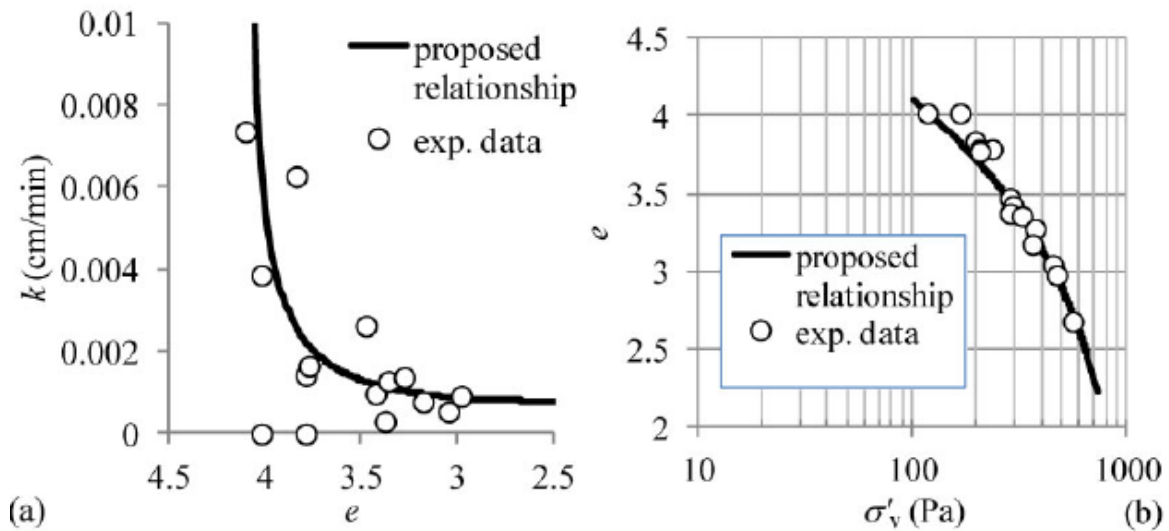 0.01
0.008
0.006
0.004
0.002
0
k (cm/min)
proposed
relationship
exp. data
4.5
4
3.5
3
2.5
e
(a)
4.5
4
3.5
3
2.5
2
e
proposed
relationship
exp. data
10
100
1000
σ′v (Pa)
(b)